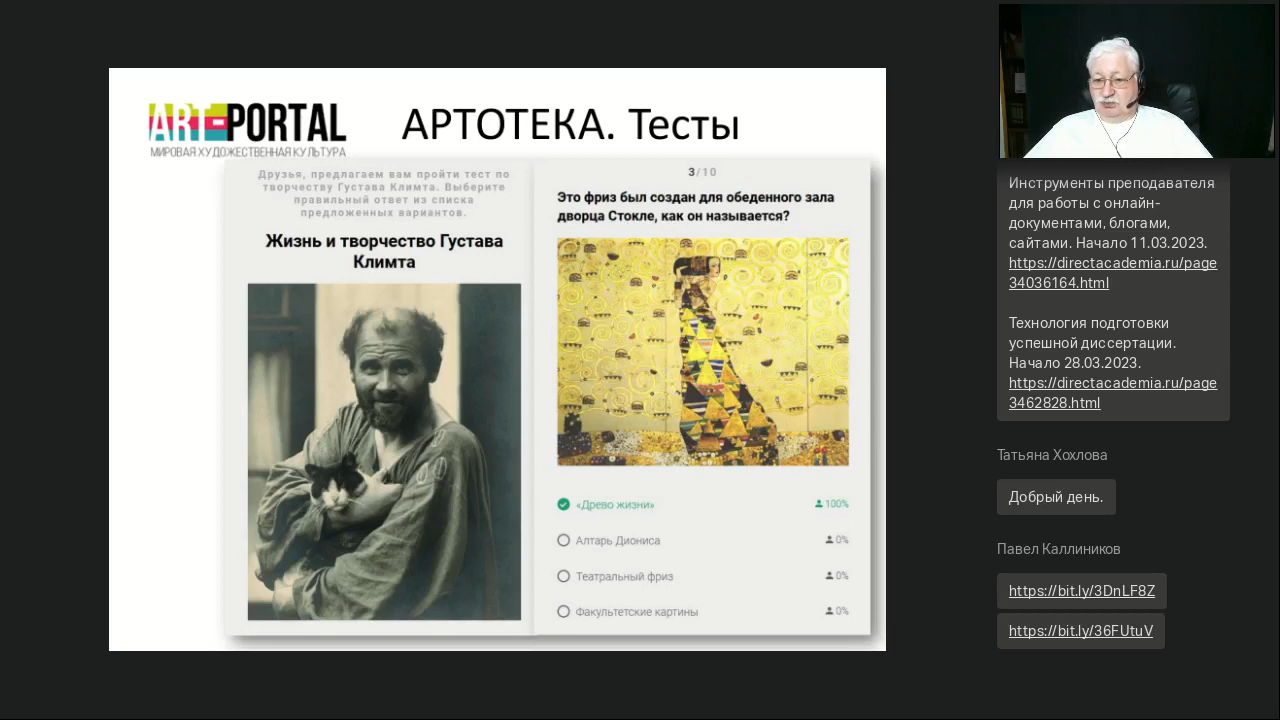 ART-PORTAL
МИРОВАЯ ХУДОЖЕСТВЕННАЯ КУЛЬТУРА
АРТОТЕКА. Тесты
Друзья, предлагаем вам пройти тест по
творчеству Густава Климта. Выберите
правильный ответ из списка
предложенных вариантов.
Жизнь и творчество Густава
Климта
3/10
Это фриз был создан для обеденного зала
дворца Стокле, как он называется?
«Древо жизни» 100%
Алтарь Диониса 0%
Театральный фриз 0%
Факультетские картины 0%
Инструменты преподавателя
для работы с онлайн-
документами, блогами,
сайтами. Начало 11.03.2023.
https://directacademia.ru/page
34036164.html
Технология подготовки
успешной диссертации.
Начало 28.03.2023.
https://directacademia.ru/page
3462828.html
Татьяна Хохлова
Добрый день.
Павел Каллиников
https://bit.ly/3DnLF8Z
https://bit.ly/36FUtuV